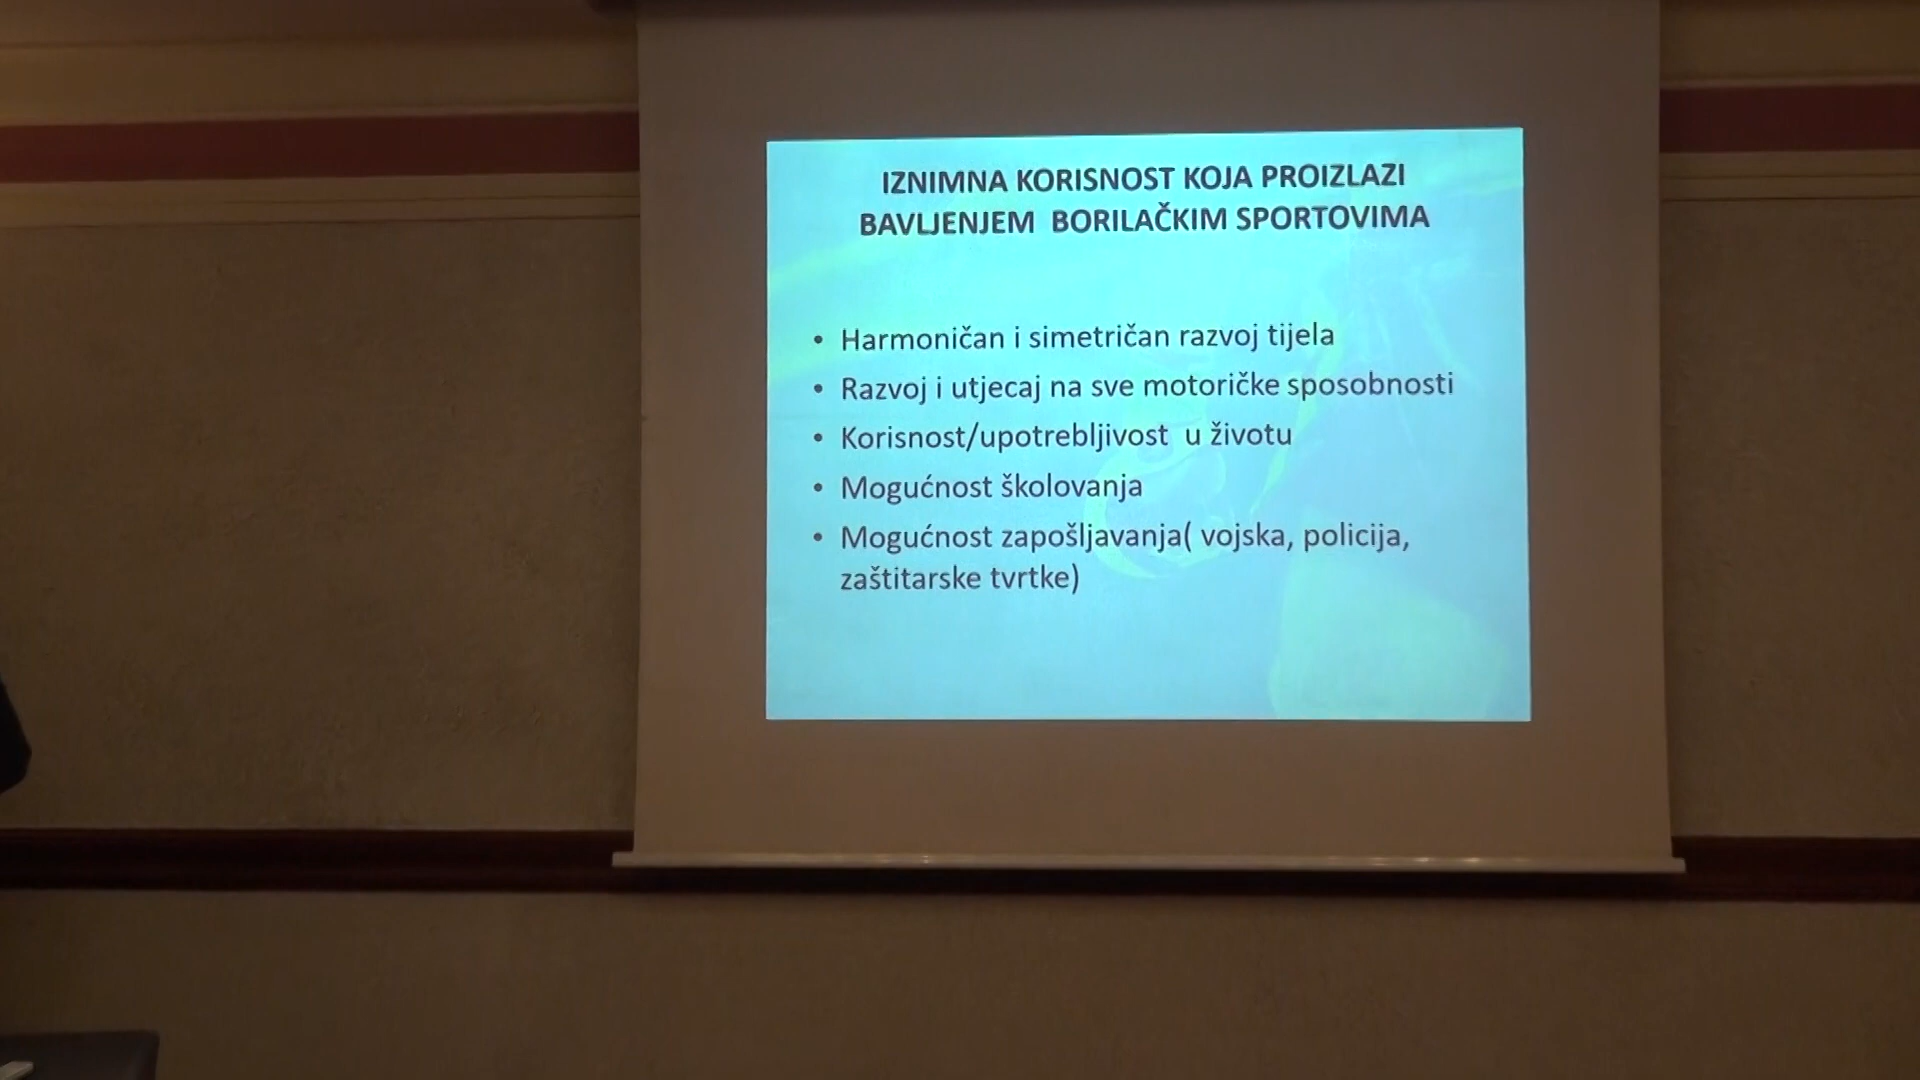 IZNIMNA KORISNOST KOJA PROIZLAZI
BAVLJENJEM  BORILAČKIM SPORTOVIMA
• Harmoničan i simetričan razvoj tijela
• Razvoj i utjecaj na sve motoričke sposobnosti
• Korisnost/upotrebljivost  u životu
• Mogućnost školovanja
• Mogućnost zapošljavanja( vojska, policija,
zaštitarske tvrtke)